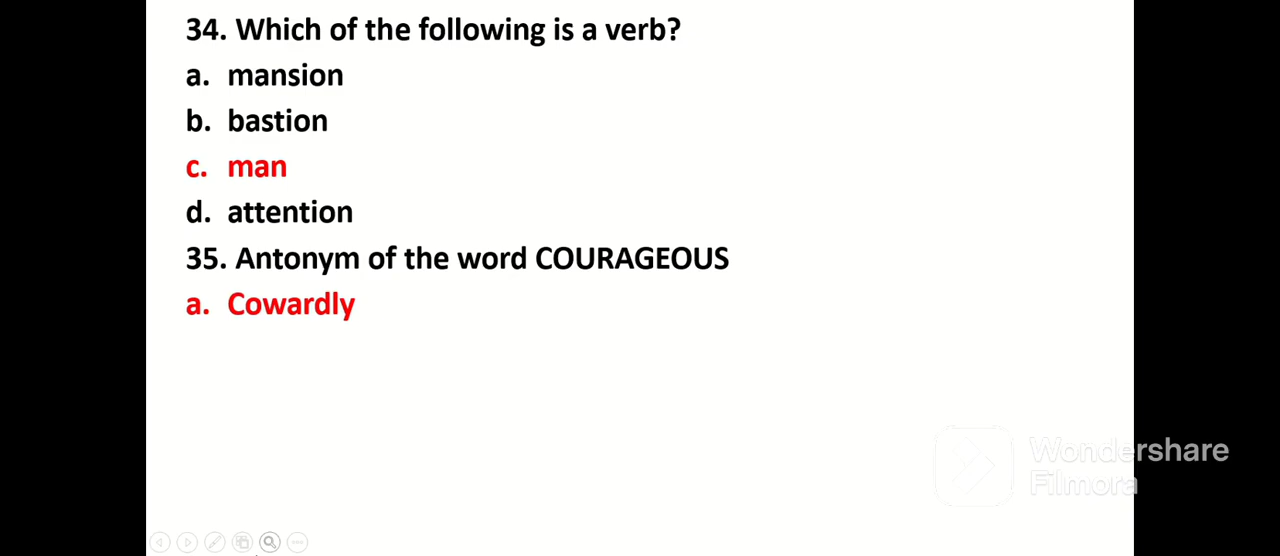 34. Which of the following is a verb?
a. mansion
b. bastion
c. man
d. attention
35. Antonym of the word COURAGEOUS
a. Cowardly
Wondershare
Filmora